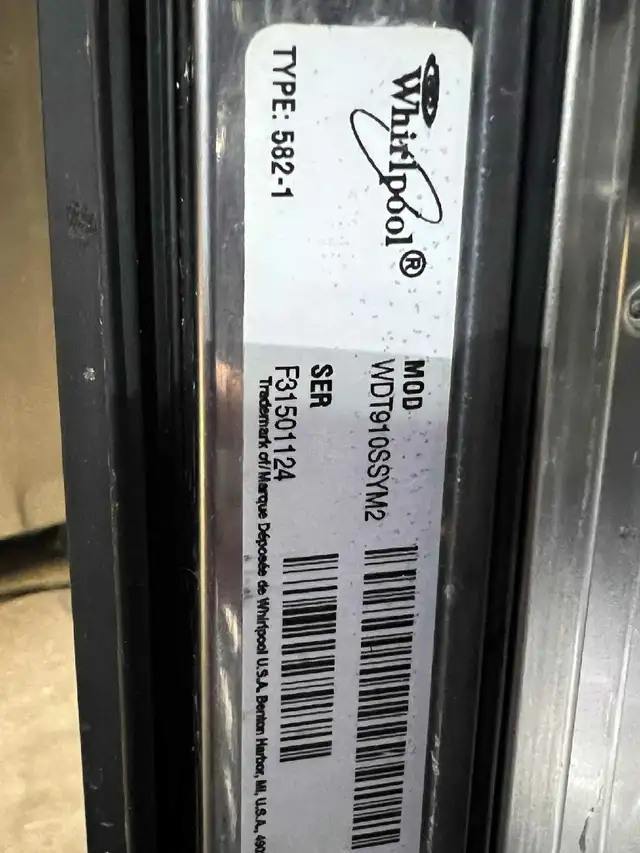 Whirlpool®
TYPE: 582-1
MOD
WDT910SSYM2
SER
F31501124
Trademark of/Marque Déposée de Whirlpool U.S.A. Benton Harbor, MI, U.S.A.,